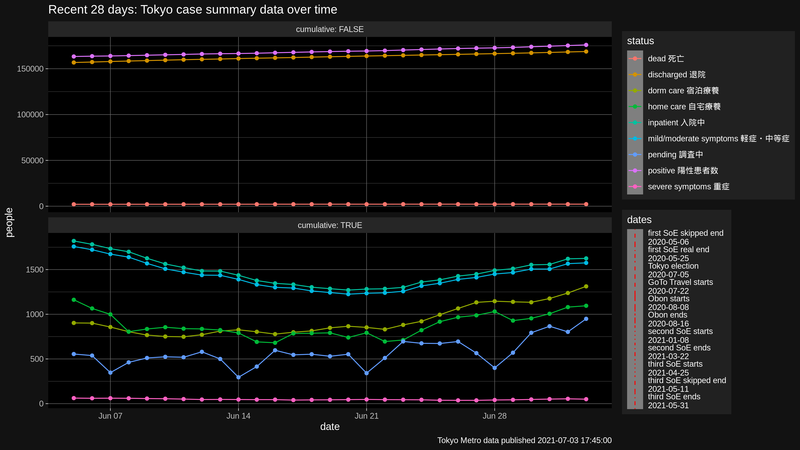 Recent 28 days: Tokyo case summary data over time
cumulative: FALSE
150000
100000
50000
0
cumulative: TRUE
1500
1000
500
0
people
Jun 07
Jun 14
Jun 21
Jun 28
date
Tokyo Metro data published 2021-07-03 17:45:00
status
dead 死亡
discharged 退院
dorm care 宿泊療養
home care 自宅療養
inpatient 入院中
mild/moderate symptoms 軽症・中等症
pending 調査中
positive 陽性患者数
severe symptoms 重症
dates
first SoE skipped end
2020-05-06
first SoE real end
2020-05-25
Tokyo election
2020-07-05
GoTo Travel starts
2020-07-22
Obon starts
2020-08-08
Obon ends
2020-08-16
second SoE starts
2021-01-08
second SoE ends
2021-03-22
third SoE starts
2021-04-25
third SoE skipped end
2021-05-11
third SoE ends
2021-05-31